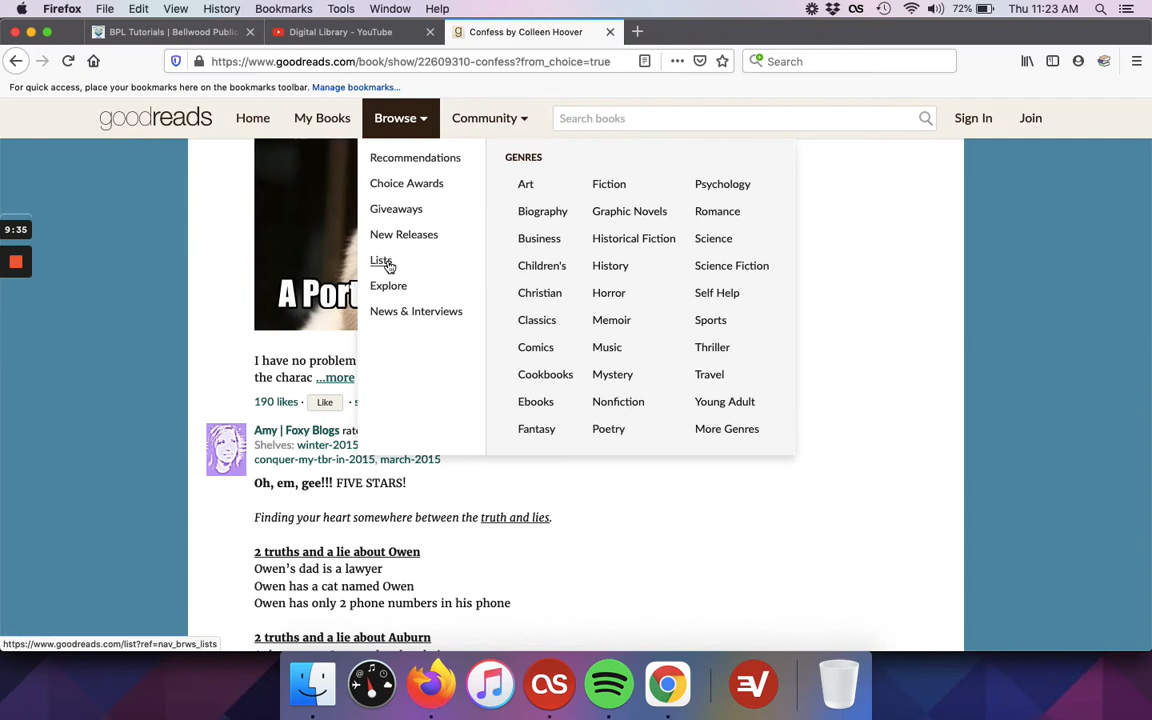 Firefox File Edit View History Bookmarks Tools Window Help 72% Thu 11:23 AM
BPL Tutorials | Bellwood Public Digital Library - YouTube Confess by Colleen Hoover
https://www.goodreads.com/book/show/22609310-confess?from_choice=true Search
For quick access, place your bookmarks here on the bookmarks toolbar. Manage bookmarks...
goodreads Home My Books Browse Community Search books Sign In Join
Recommendations
Choice Awards
Giveaways
New Releases
Lists
Explore
News & Interviews
GENRES
Art Fiction Psychology
Biography Graphic Novels Romance
Business Historical Fiction Science
Children's History Science Fiction
Christian Horror Self Help
Classics Memoir Sports
Comics Music Thriller
Cookbooks Mystery Travel
Ebooks Nonfiction Young Adult
Fantasy Poetry More Genres
9:35
A Port
I have no problem
the charac ...more
190 likes · Like · s
Amy | Foxy Blogs rate
Shelves: winter-2015
conquer-my-tbr-in-2015, march-2015
Oh, em, gee!!! FIVE STARS!
Finding your heart somewhere between the truth and lies.
2 truths and a lie about Owen
Owen's dad is a lawyer
Owen has a cat named Owen
Owen has only 2 phone numbers in his phone
2 truths and a lie about Auburn
https://www.goodreads.com/list?ref=nav_brws_lists